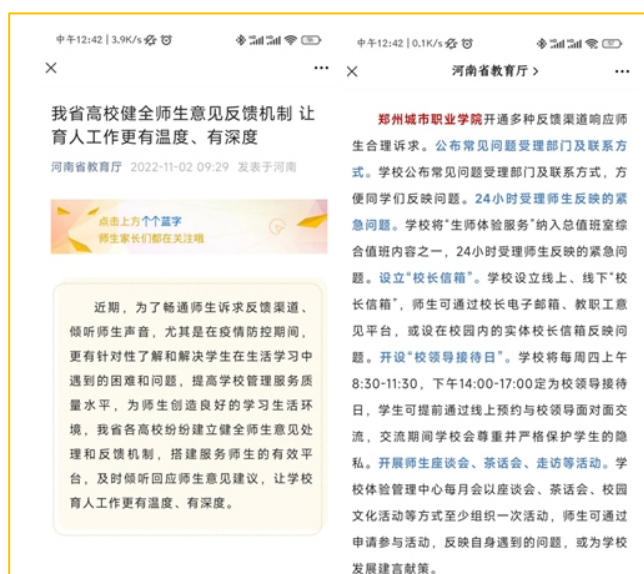 中午12:42 | 3.9K/s
我省高校健全师生意见反馈机制 让
育人工作更有温度、有深度
河南省教育厅 2022-11-02 09:29 发表于河南
点击上方个个蓝字
师生家长们都在关注哦
近期，为了畅通师生诉求反馈渠道、
倾听师生声音，尤其是在疫情防控期间，
更有针对性了解和解决学生在生活学习中
遇到的困难和问题，提高学校管理服务质
量水平，为师生创造良好的学习生活环
境，我省各高校纷纷建立健全师生意见处
理和反馈机制，搭建服务师生的有效平
台，及时倾听回应师生意见建议，让学校
育人工作更有温度、有深度。
中午12:42 | 0.1K/s
河南省教育厅 >
郑州城市职业学院开通多种反馈渠道响应师
生合理诉求。公布常见问题受理部门及联系方
式。学校公布常见问题受理部门及联系方式，方
便同学们反映问题。24小时受理师生反映的紧
急问题。学校将“生师体验服务”纳入总值班室综
合值班内容之一，24小时受理师生反映的紧急问
题。设立“校长信箱”。学校设立线上、线下“校
长信箱”，师生可通过校长电子邮箱、教职工意
见平台，或设在校园内的实体校长信箱反映问
题。开设“校领导接待日”。学校将每周四上午
8:30-11:30，下午14:00-17:00定为校领导接待
日，学生可提前通过线上预约与校领导面对面交
流，交流期间学校会尊重并严格保护学生的隐
私。开展师生座谈会、茶话会、走访等活动。学
校体验管理中心每月会以座谈会、茶话会、校园
文化活动等方式至少组织一次活动，师生可通过
申请参与活动，反映自身遇到的问题，或为学校
发展建言献策。